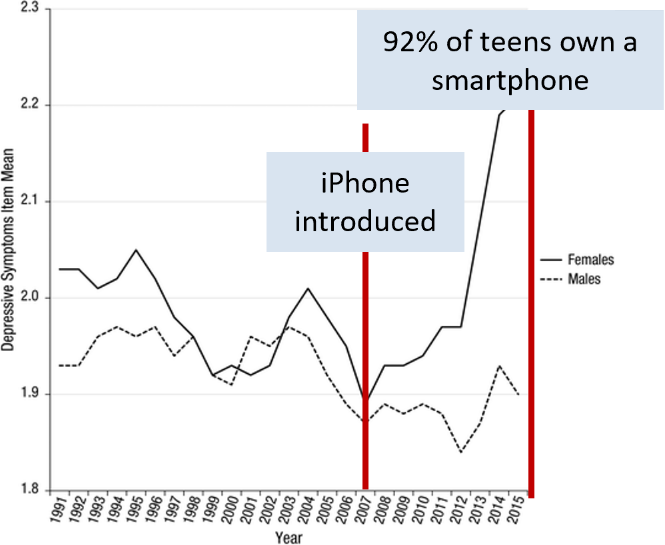 2.3
92% of teens own a
smartphone
2.2
Depressive Symptoms Item Mean
iPhone
introduced
2.1
Females
Males
2.0
1.9
1.8
1991 1992 1993 1994 1995 1996 1997 1998 1999 2000 2001 2002 2003 2004 2005 2006 2007 2008 2009 2010 2011 2012 2013 2014 2015
Year